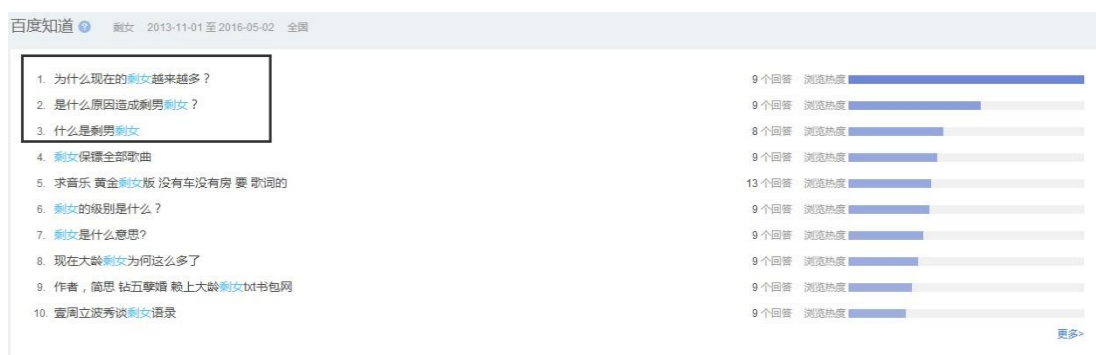 百度知道 ? 剩女 2013-11-01 至 2016-05-02 全国
1. 为什么现在的剩女越来越多？ 9 个回答 浏览热度
2. 是什么原因造成剩男剩女？ 9 个回答 浏览热度
3. 什么是剩男剩女 8 个回答 浏览热度
4. 剩女保镖全部歌曲 9 个回答 浏览热度
5. 求音乐 黄金剩女版 没有车没有房 要 歌词的 13 个回答 浏览热度
6. 剩女的级别是什么？ 9 个回答 浏览热度
7. 剩女是什么意思? 9 个回答 浏览热度
8. 现在大龄剩女为何这么多了 9 个回答 浏览热度
9. 作者，简思 钻五孽婚 赖上大龄剩女txt书包网 9 个回答 浏览热度
10. 壹周立波秀谈剩女语录 9 个回答 浏览热度
更多>